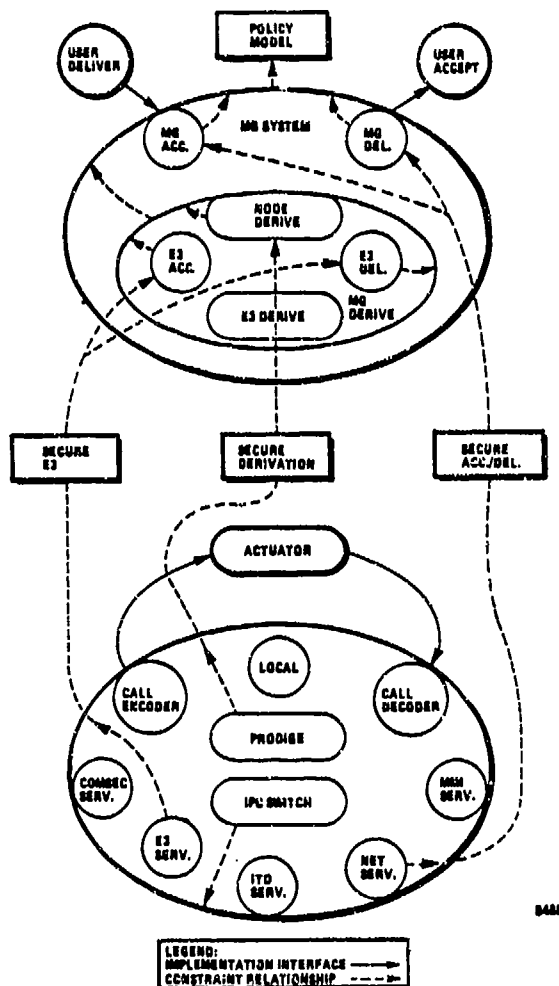 POLICY
MODEL
USER
DELIVER
USER
ACCEPT
MG SYSTEM
MG
ACC.
MG
DEL.
NODE
DERIVE
E3
ACC.
E3
DEL.
MG
DERIVE
E3 DERIVE
SECURE
E3
SECURE
DERIVATION
SECURE
ACC./DEL.
ACTUATOR
LOCAL
CALL
ENCODER
CALL
DECODER
PRODIGE
COMSEC
SERV.
IPC SWITCH
SERV.
E3
SERV.
NET
SERV.
ITD
SERV.
LEGEND:
IMPLEMENTATION INTERFACE
CONSTRAINT RELATIONSHIP